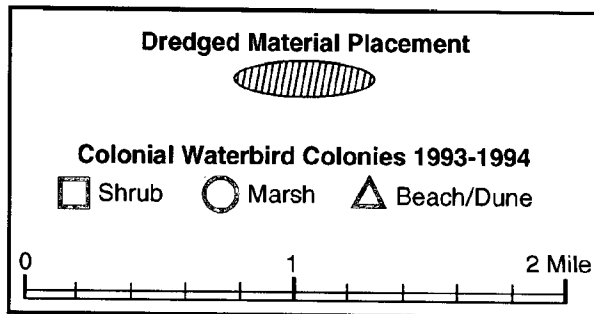 Dredged Material Placement
Colonial Waterbird Colonies 1993-1994
Shrub Marsh Beach/Dune
0 1 2 Mile